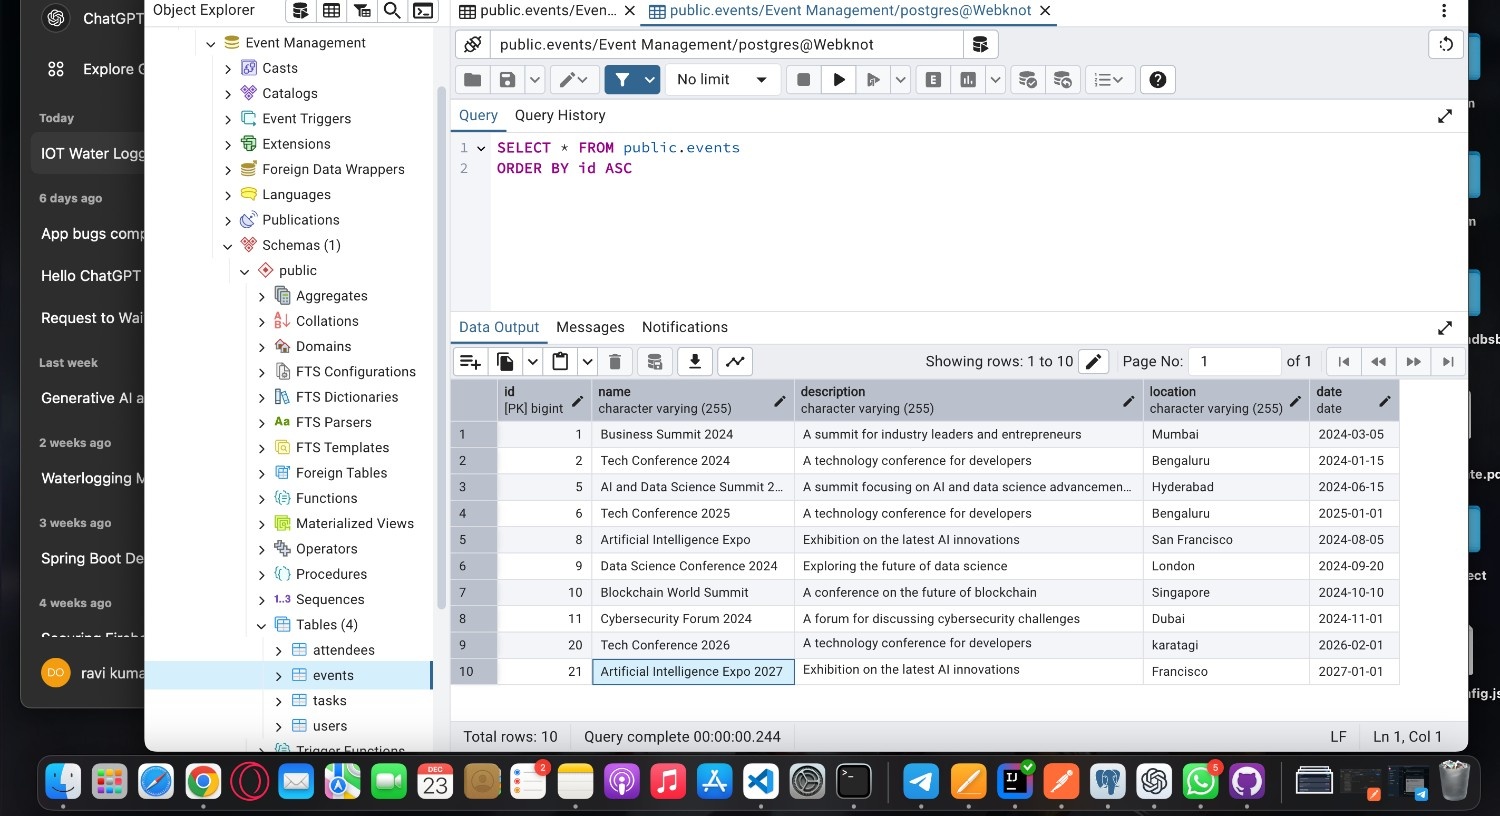 ChatGPT
Explore G
Today
IOT Water Logg
6 days ago
App bugs comp
Hello ChatGPT
Request to Wai
Last week
Generative AI a
2 weeks ago
Waterlogging M
3 weeks ago
Spring Boot De
4 weeks ago
DO ravi kuma
Object Explorer
Event Management
Casts
Catalogs
Event Triggers
Extensions
Foreign Data Wrappers
Languages
Publications
Schemas (1)
public
Aggregates
Collations
Domains
FTS Configurations
FTS Dictionaries
Aa FTS Parsers
FTS Templates
Foreign Tables
Functions
Materialized Views
Operators
Procedures
1..3 Sequences
Tables (4)
attendees
events
tasks
users
Trigger Functions
public.events/Even... public.events/Event Management/postgres@Webknot
public.events/Event Management/postgres@Webknot
No limit
Query Query History
1 SELECT * FROM public.events
2 ORDER BY id ASC
Data Output Messages Notifications
Showing rows: 1 to 10 Page No: 1 of 1
id name description location date
[PK] bigint character varying (255) character varying (255) character varying (255) date
1 1 Business Summit 2024 A summit for industry leaders and entrepreneurs Mumbai 2024-03-05
2 2 Tech Conference 2024 A technology conference for developers Bengaluru 2024-01-15
3 5 AI and Data Science Summit 2... A summit focusing on AI and data science advancemen... Hyderabad 2024-06-15
4 6 Tech Conference 2025 A technology conference for developers Bengaluru 2025-01-01
5 8 Artificial Intelligence Expo Exhibition on the latest AI innovations San Francisco 2024-08-05
6 9 Data Science Conference 2024 Exploring the future of data science London 2024-09-20
7 10 Blockchain World Summit A conference on the future of blockchain Singapore 2024-10-10
8 11 Cybersecurity Forum 2024 A forum for discussing cybersecurity challenges Dubai 2024-11-01
9 20 Tech Conference 2026 A technology conference for developers karatagi 2026-02-01
10 21 Artificial Intelligence Expo 2027 Exhibition on the latest AI innovations Francisco 2027-01-01
Total rows: 10 Query complete 00:00:00.244 LF Ln 1, Col 1
DEC
23
2
5